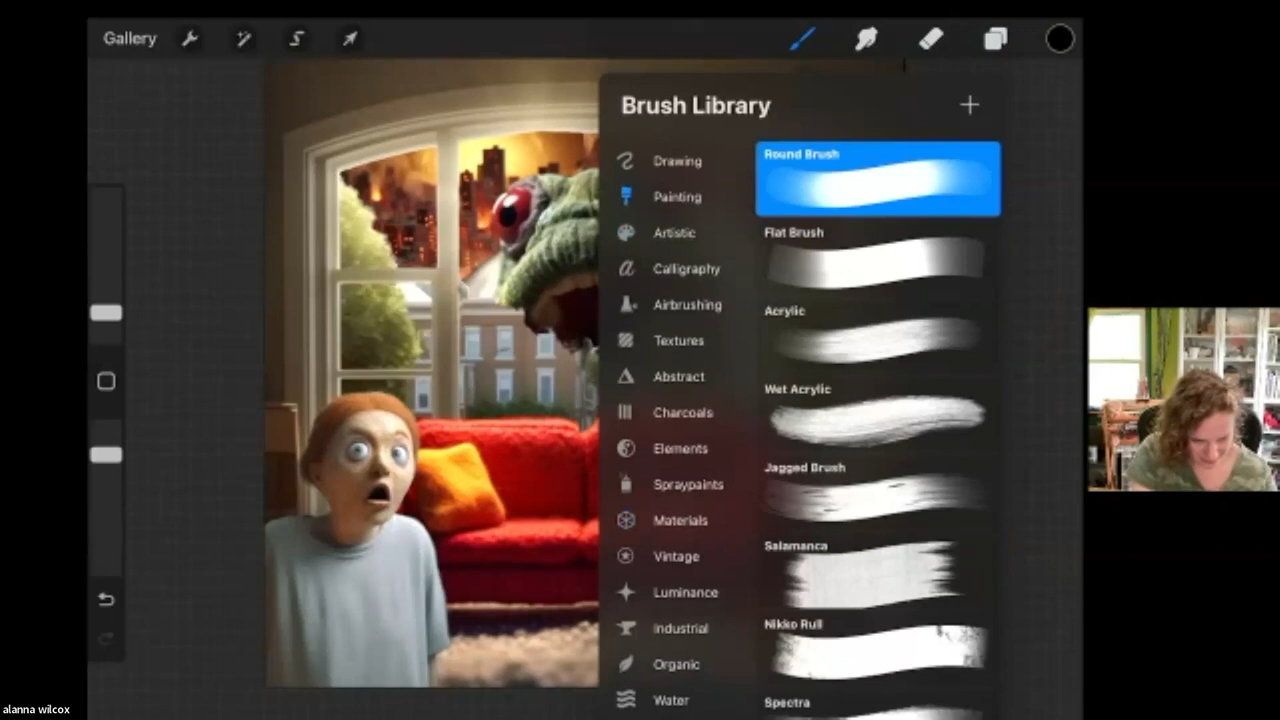 Gallery
Brush Library
Drawing
Painting
Artistic
Calligraphy
Airbrushing
Textures
Abstract
Charcoals
Elements
Spraypaints
Materials
Vintage
Luminance
Industrial
Organic
Water
Round Brush
Flat Brush
Acrylic
Wet Acrylic
Jagged Brush
Salamanca
Nikko Rull
Spectra
alanna wilcox